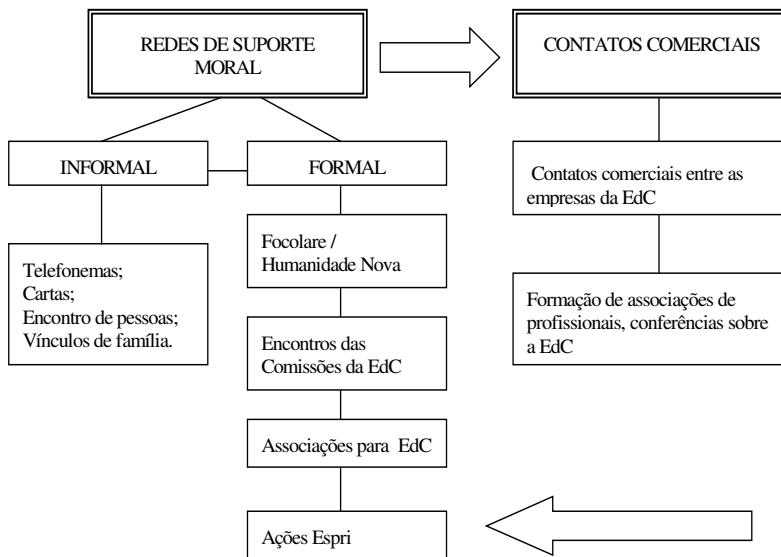 REDES DE SUPORTE
MORAL
CONTATOS COMERCIAIS
INFORMAL
FORMAL
Telefonemas;
Cartas;
Encontro de pessoas;
Vínculos de família.
Focolare /
Humanidade Nova
Encontros das
Comissões da EdC
Associações para EdC
Ações Espri
Contatos comerciais entre as
empresas da EdC
Formação de associações de
profissionais, conferências sobre
a EdC